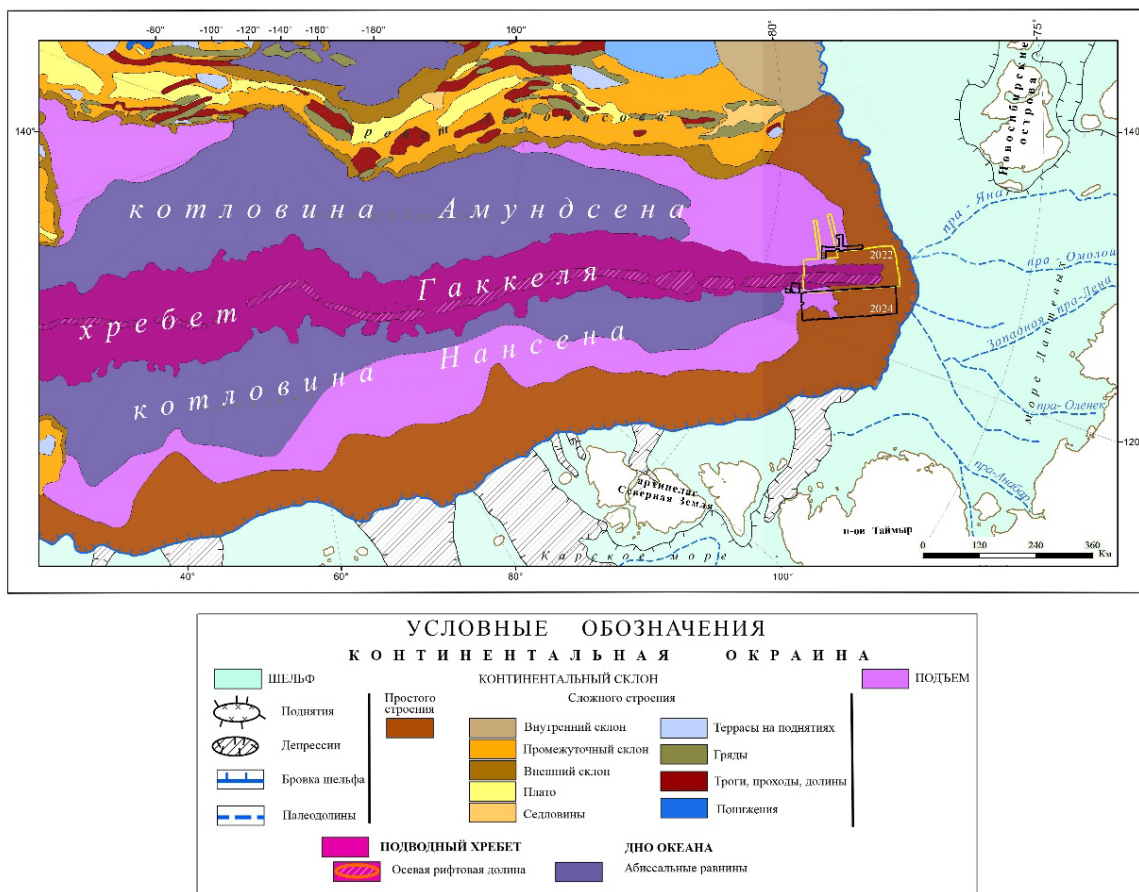 -80° -100° -120° -140° -160° -180° 160° -80° -75°
140°
140°
120°
Новосибирские
острова
хребет Ломоносова
котловина Амундсена
хребет Гаккеля
котловина Нансена
2022
2024
пра - Яна
пра - Омолои
Западная пра-Лена
море Лаптевых
пра- Оленек
пра-Анабар
архипелаг
Северная Земля
п-ов Таймыр
Карское море
0 120 240 360
Км
40° 60° 80° 100°
УСЛОВНЫЕ ОБОЗНАЧЕНИЯ
КОНТИНЕНТАЛЬНАЯ ОКРАИНА
ШЕЛЬФ
КОНТИНЕНТАЛЬНЫЙ СКЛОН
ПОДЪЕМ
Простого
строения
Сложного строения
Поднятия
Депрессии
Бровка шельфа
Палеодолины
Внутренний склон
Промежуточный склон
Внешний склон
Плато
Седловины
Террасы на поднятиях
Гряды
Троги, проходы, долины
Понижения
ПОДВОДНЫЙ ХРЕБЕТ
ДНО ОКЕАНА
Осевая рифтовая долина
Абиссальные равнины